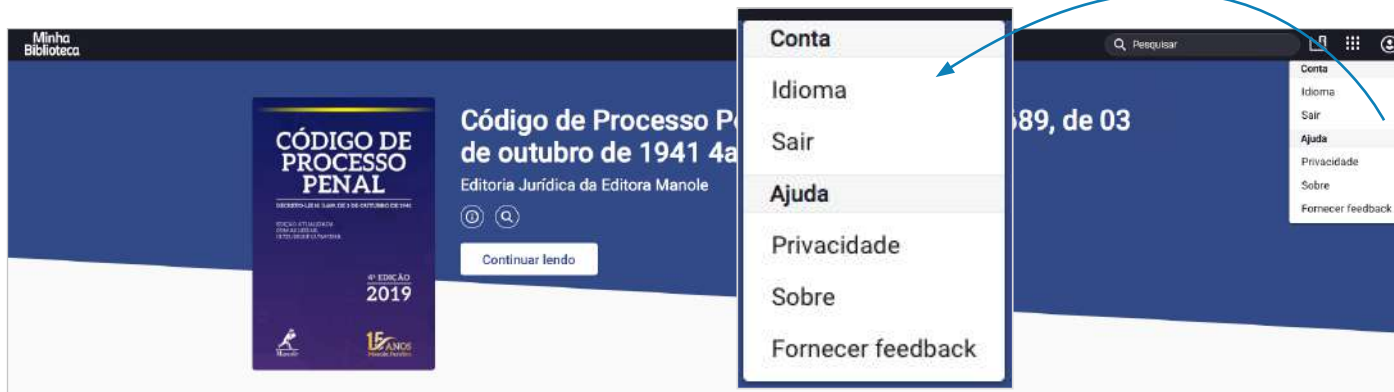 Minha
Biblioteca
Pesquisar
CÓDIGO DE
PROCESSO
PENAL
4ª EDIÇÃO
2019
Manole
15 ANOS
Código de Processo P
689, de 03
de outubro de 1941 4a
Editoria Jurídica da Editora Manole
Continuar lendo
Conta
Idioma
Sair
Ajuda
Privacidade
Sobre
Fornecer feedback
Conta
Idioma
Sair
Ajuda
Privacidade
Sobre
Fornecer feedback